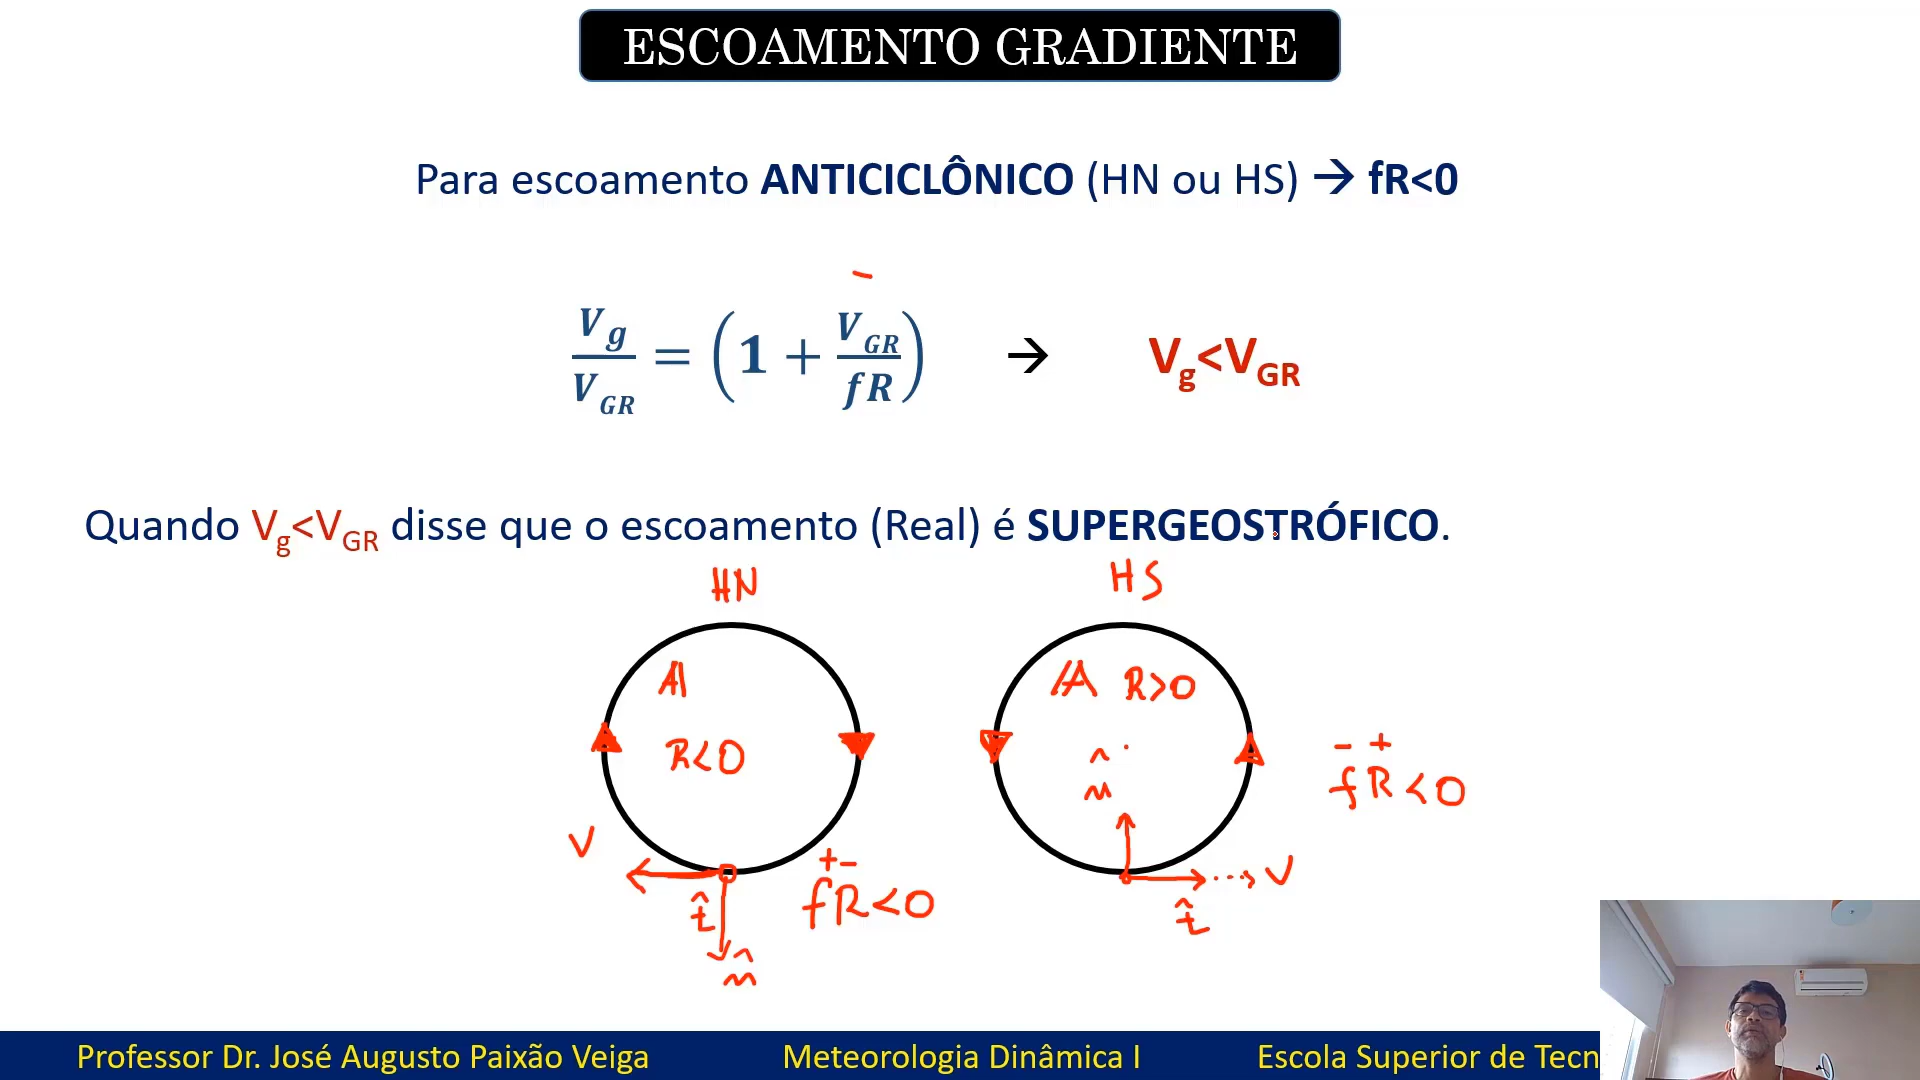 ESCOAMENTO GRADIENTE
Para escoamento ANTICICLÔNICO (HN ou HS) → fR<0
−
Vg/VGR = (1 + VGR/fR) → Vg<VGR
Quando Vg<VGR disse que o escoamento (Real) é SUPERGEOSTRÓFICO.
HN HS
A A R>0
R<0
n̂
− +
fR<0
V
+ −
fR<0
V
t̂
t̂
n̂
Professor Dr. José Augusto Paixão Veiga Meteorologia Dinâmica I Escola Superior de Tecn